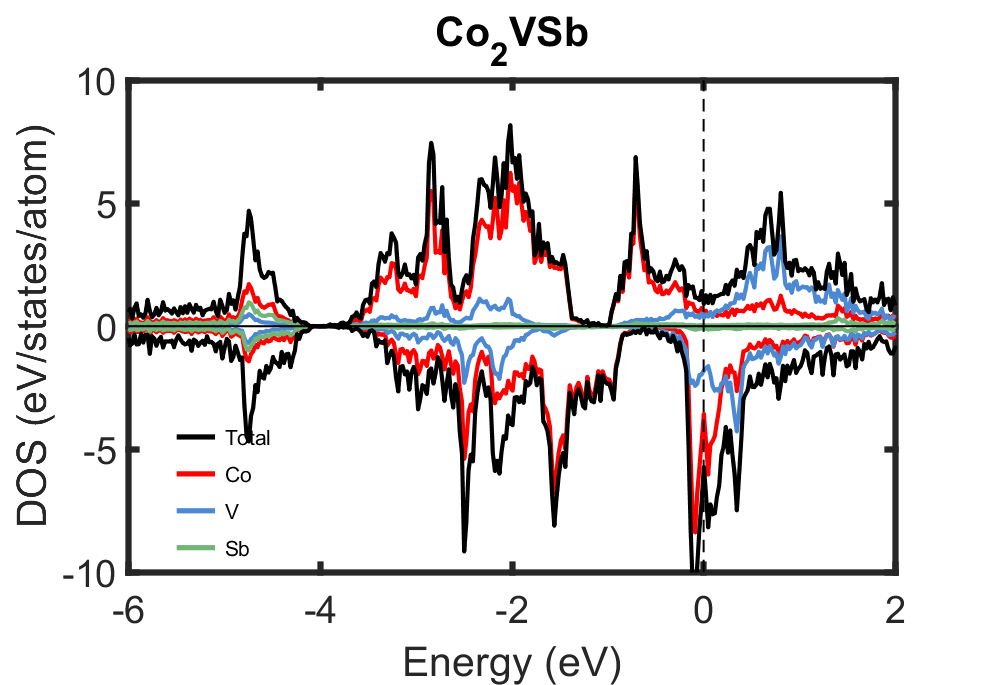 Co₂VSb
DOS (eV/states/atom)
10
5
0
-5
-10
Total
Co
V
Sb
-6 -4 -2 0 2
Energy (eV)